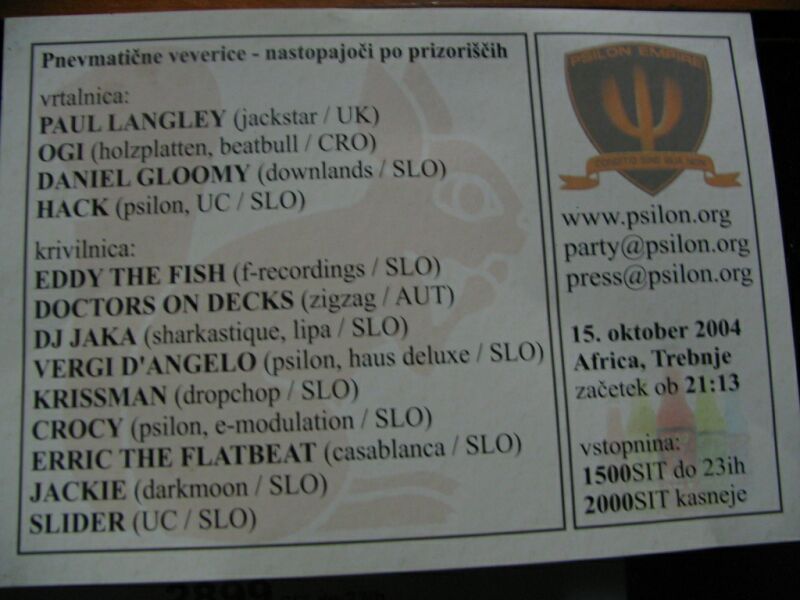 Pnevmatične veverice - nastopajoči po prizoriščih
vrtalnica:
PAUL LANGLEY (jackstar / UK)
OGI (holzplatten, beatbull / CRO)
DANIEL GLOOMY (downlands / SLO)
HACK (psilon, UC / SLO)
krivilnica:
EDDY THE FISH (f-recordings / SLO)
DOCTORS ON DECKS (zigzag / AUT)
DJ JAKA (sharkastique, lipa / SLO)
VERGI D'ANGELO (psilon, haus deluxe / SLO)
KRISSMAN (dropchop / SLO)
CROCY (psilon, e-modulation / SLO)
ERRIC THE FLATBEAT (casablanca / SLO)
JACKIE (darkmoon / SLO)
SLIDER (UC / SLO)
PSILON EMPIRE
CONDITIO SINE QUA NON
www.psilon.org
party@psilon.org
press@psilon.org
15. oktober 2004
Africa, Trebnje
začetek ob 21:13
vstopnina:
1500SIT do 23ih
2000SIT kasneje